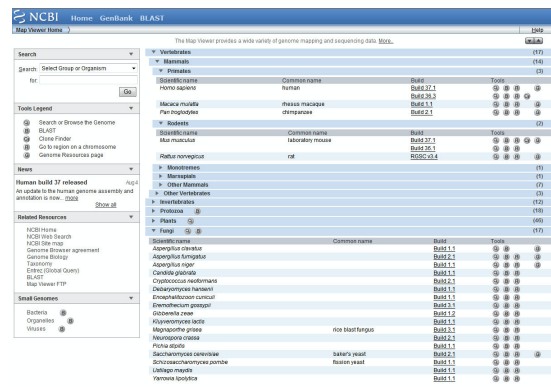 NCBI Home GenBank BLAST
Map Viewer Home Help
The Map Viewer provides a wide variety of genome mapping and sequencing data. More..
Search
Search: Select Group or Organism
for:
Go
Tools Legend
Search or Browse the Genome
BLAST
Clone Finder
Go to region on a chromosome
Genome Resources page
News
Human build 37 released Aug 4
An update to the human genome assembly and
annotation is now... more
Show all
Related Resources
NCBI Home
NCBI Web Search
NCBI Site map
Genome Browser agreement
Genome Biology
Taxonomy
Entrez (Global Query)
BLAST
Map Viewer FTP
Small Genomes
Bacteria
Organelles
Viruses
Vertebrates (17)
Mammals (14)
Primates (3)
Scientific name Common name Build Tools
Homo sapiens human Build 37.1
Build 36.3
Macaca mulatta rhesus macaque Build 1.1
Pan troglodytes chimpanzee Build 2.1
Rodents (2)
Scientific name Common name Build Tools
Mus musculus laboratory mouse Build 37.1
Build 36.1
Rattus norvegicus rat RGSC v3.4
Monotremes (1)
Marsupials (1)
Other Mammals (7)
Other Vertebrates (3)
Invertebrates (12)
Protozoa (18)
Plants (46)
Fungi (17)
Scientific name Common name Build Tools
Aspergillus clavatus Build 1.1
Aspergillus fumigatus Build 2.1
Aspergillus niger Build 1.1
Candida glabrata Build 1.1
Cryptococcus neoformans Build 2.1
Debaryomyces hansenii Build 1.1
Encephalitozoon cuniculi Build 1.1
Eremothecium gossypii Build 3.1
Gibberella zeae Build 1.2
Kluyveromyces lactis Build 1.1
Magnaporthe grisea rice blast fungus Build 3.1
Neurospora crassa Build 2.1
Pichia stipitis Build 1.1
Saccharomyces cerevisiae baker's yeast Build 2.1
Schizosaccharomyces pombe fission yeast Build 1.1
Ustilago maydis Build 1.1
Yarrowia lipolytica Build 1.1